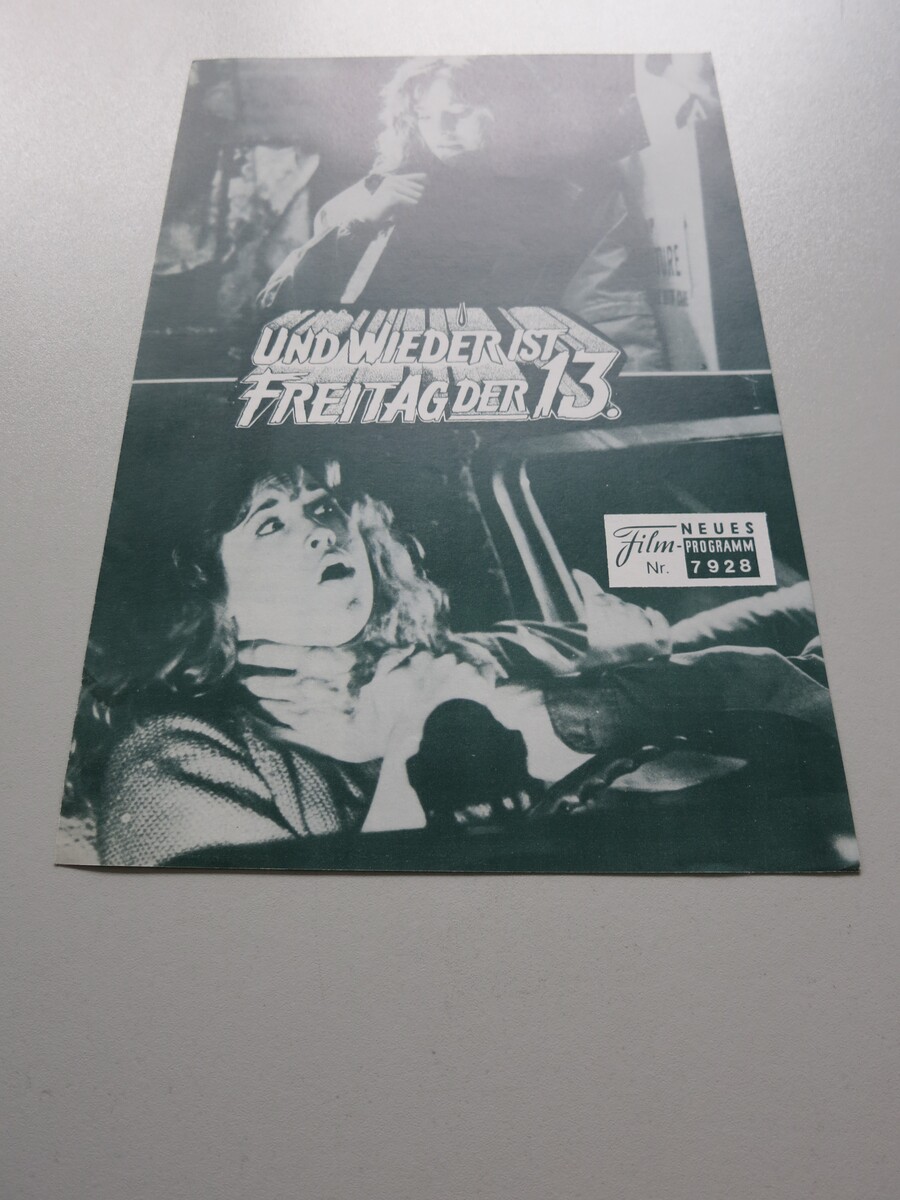 UND WIEDER IST
FREITAG DER 13.
NEUES
Film-PROGRAMM
Nr. 7928